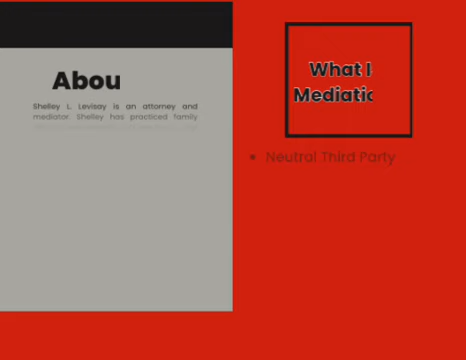 Abou
Shelley L. Levisay is an attorney and
mediator. Shelley has practiced family
What I
Mediatic
• Neutral Third Party